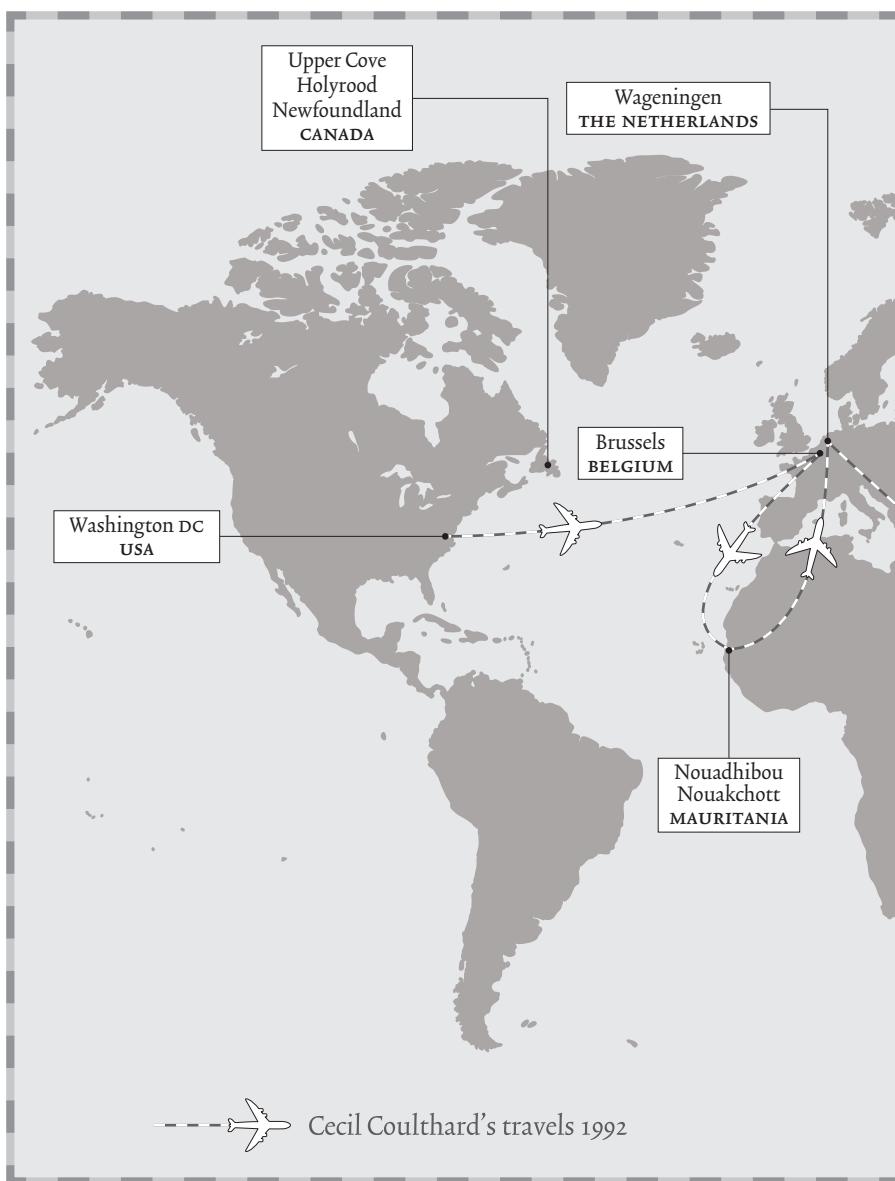 Upper Cove
Holyrood
Newfoundland
CANADA
Wageningen
THE NETHERLANDS
Brussels
BELGIUM
Washington DC
USA
Nouadhibou
Nouakchott
MAURITANIA
Cecil Coulthard’s travels 1992